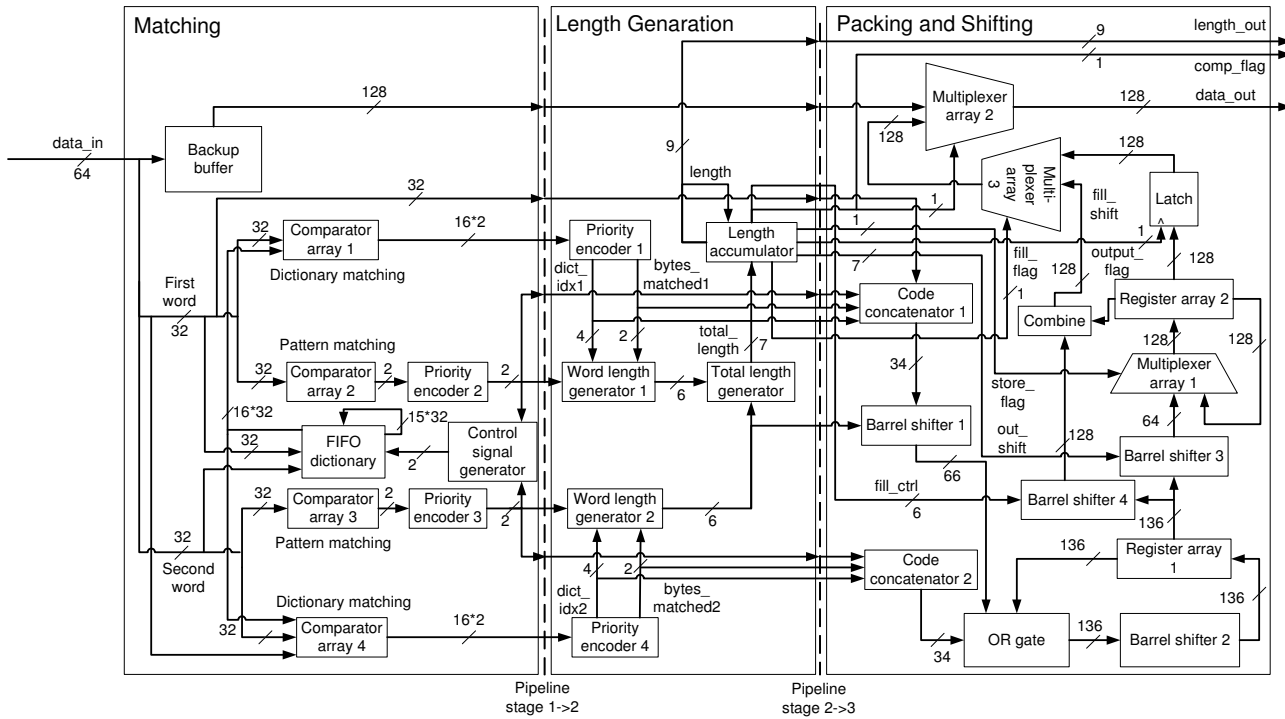 Matching
Length Genaration
Packing and Shifting
9
length_out
1
comp_flag
128
128
data_out
Multiplexer
array 2
128
data_in
64
Backup
buffer
9
length
128
Multi-
plexer
array
3
Latch
fill_
shift
32
32
Comparator
array 1
16*2
Priority
encoder 1
Length
accumulator
1
1
1
7
Dictionary matching
dict_
idx1
bytes_
matched1
fill_
flag
1
output_
flag
128
128
First
word
32
Code
concatenator 1
Combine
Register array 2
4
2
total_
length
7
34
128
128
Pattern matching
32
Comparator
array 2
2
Priority
encoder 2
2
Word length
generator 1
6
Total length
generator
Multiplexer
array 1
store_
flag
64
16*32
15*32
FIFO
dictionary
32
2
Control
signal
generator
Barrel shifter 1
out_
shift
128
66
Barrel shifter 3
32
Comparator
array 3
2
Priority
encoder 3
2
Word length
generator 2
6
fill_ctrl
6
Barrel shifter 4
136
Pattern matching
32
Second
word
4
2
Code
concatenator 2
136
Register array
1
136
Dictionary matching
dict_
idx2
bytes_
matched2
32
Comparator
array 4
16*2
Priority
encoder 4
34
OR gate
136
Barrel shifter 2
Pipeline
stage 1->2
Pipeline
stage 2->3